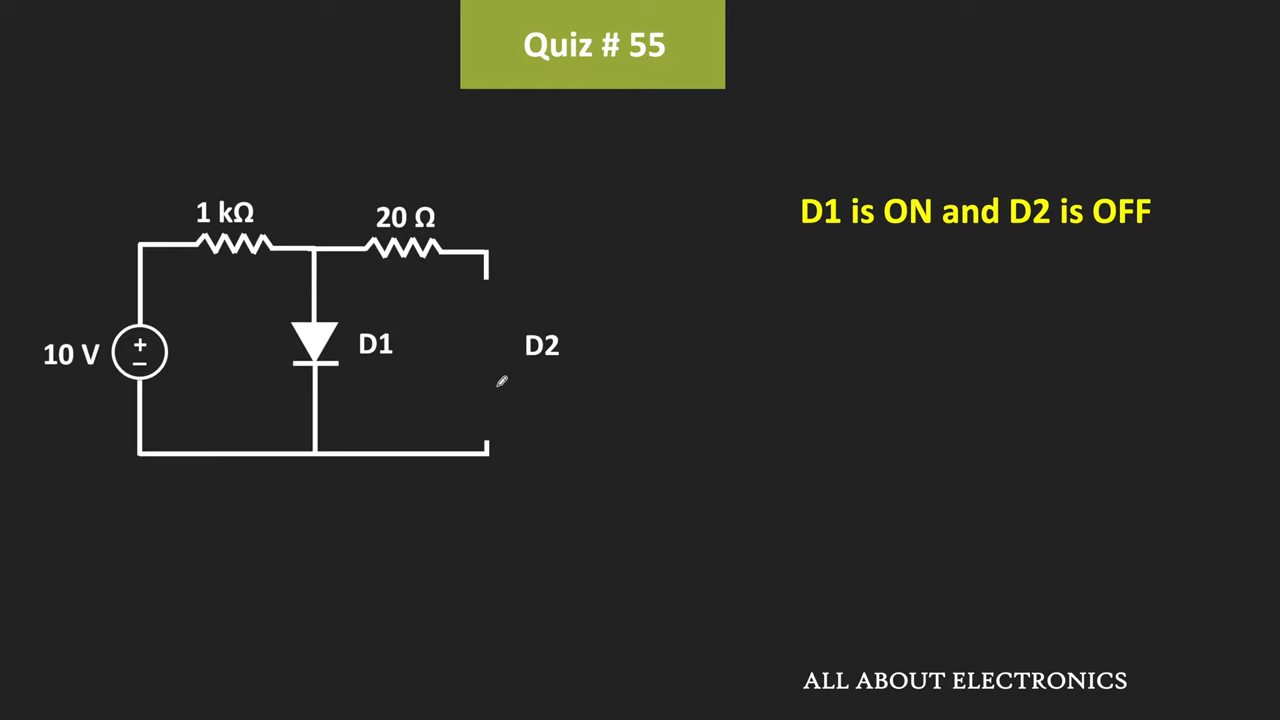 Quiz # 55
1 kΩ
20 Ω
D1 is ON and D2 is OFF
10 V
+
−
D1
D2
ALL ABOUT ELECTRONICS